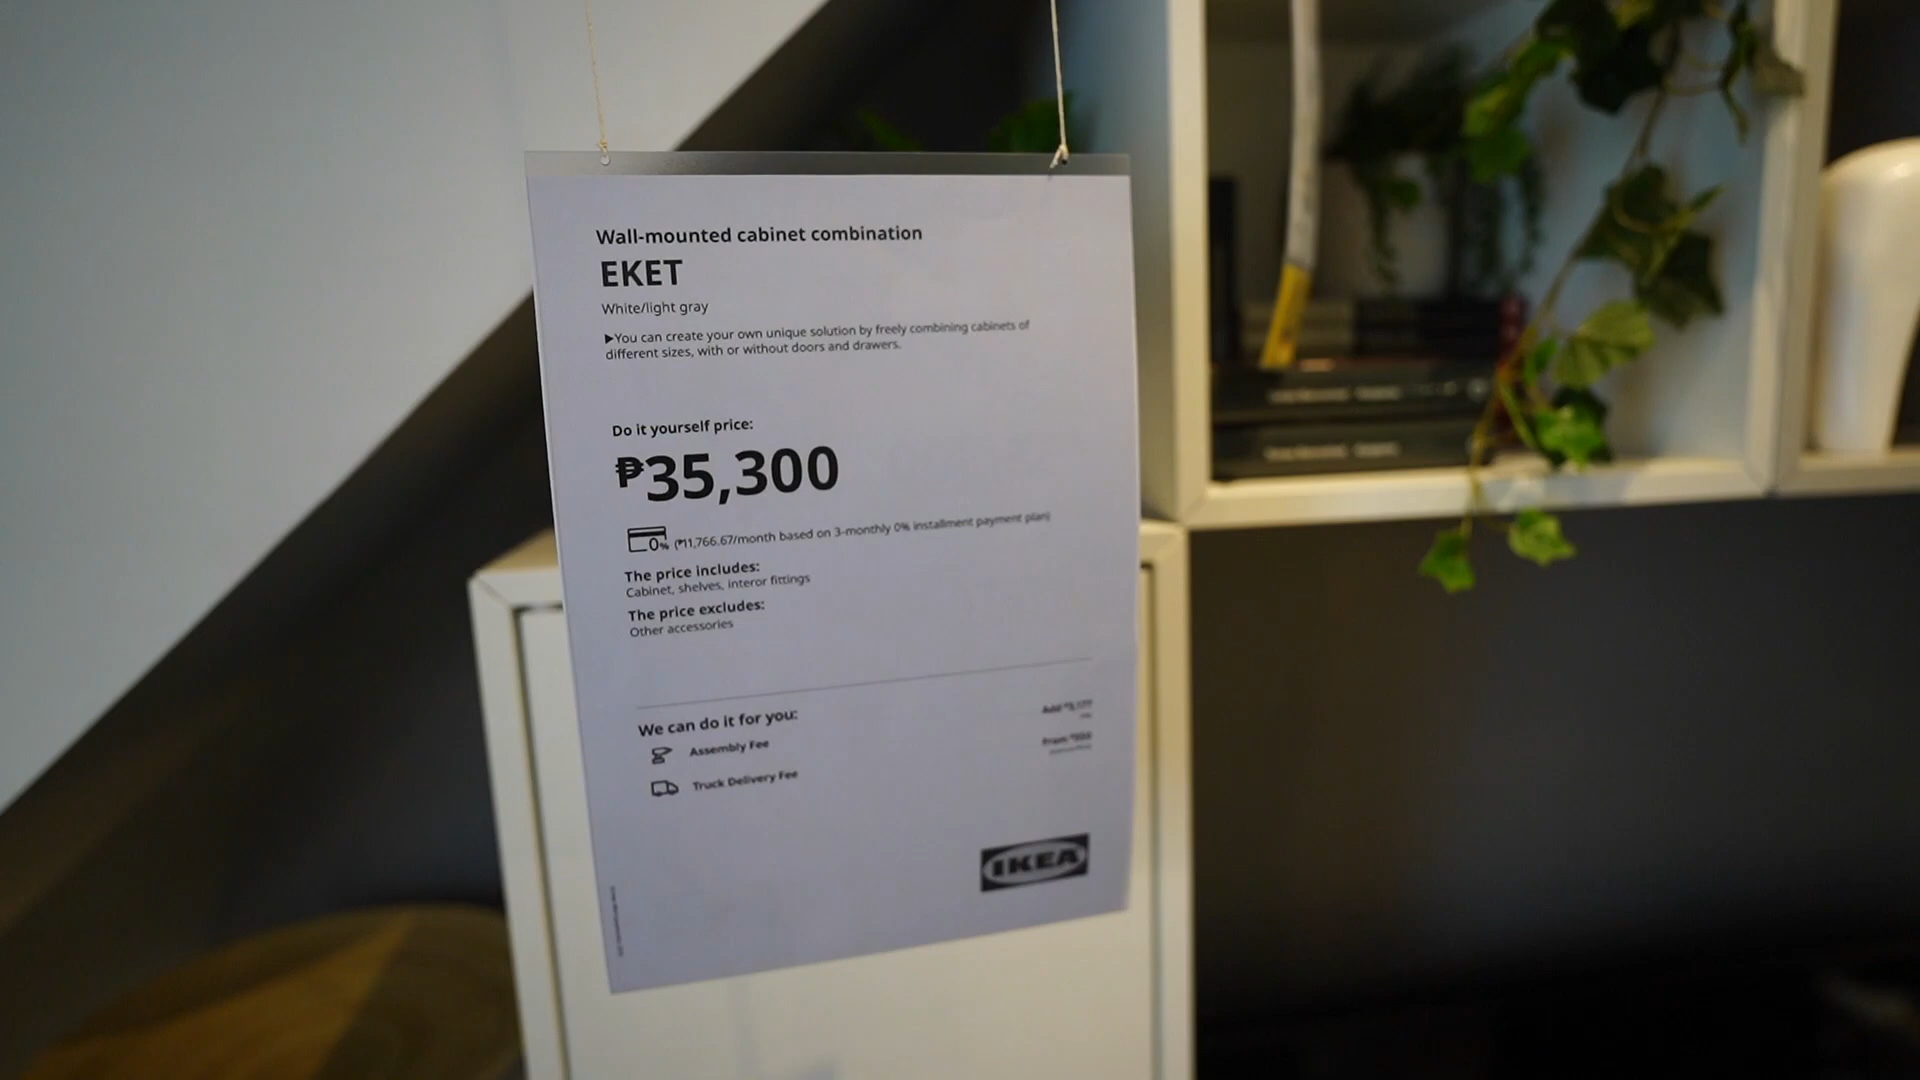 Wall-mounted cabinet combination
EKET
White/light gray
▶You can create your own unique solution by freely combining cabinets of
different sizes, with or without doors and drawers.
Do it yourself price:
₱35,300
0% (₱11,766.67/month based on 3-monthly 0% installment payment plan)
The price includes:
Cabinet, shelves, interor fittings
The price excludes:
Other accessories
We can do it for you:
Assembly Fee
Add
Truck Delivery Fee
From
IKEA